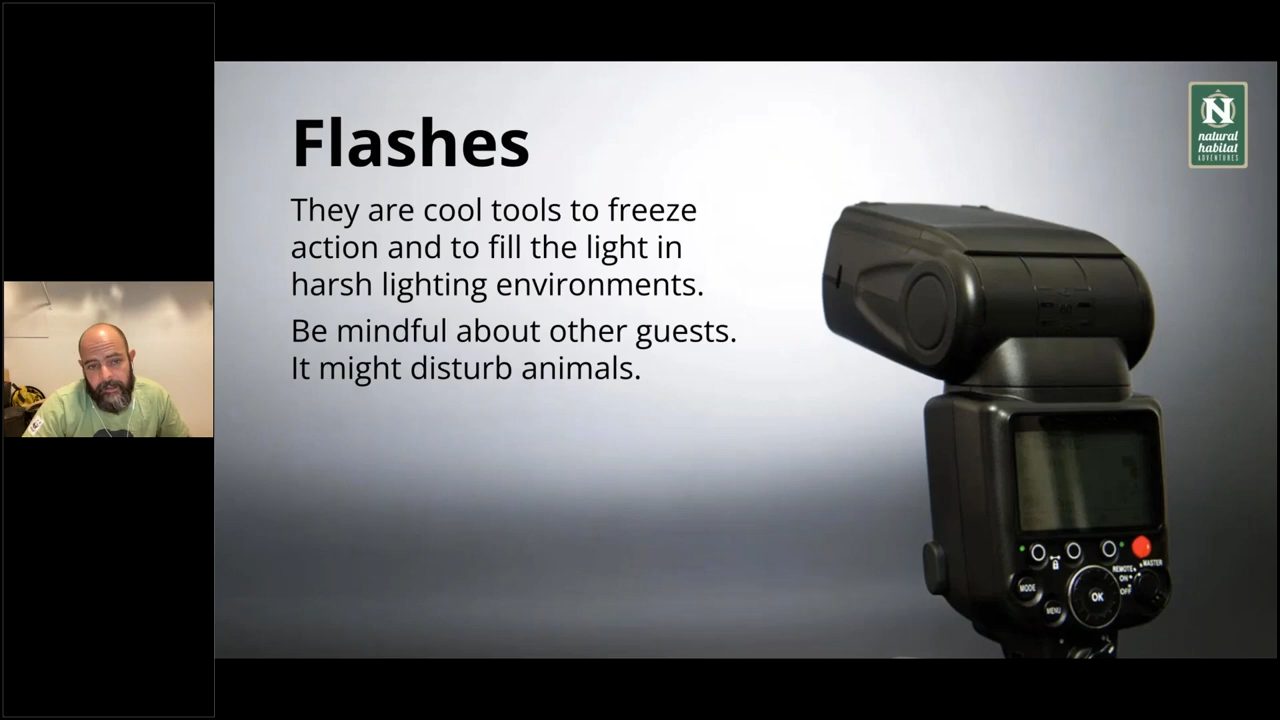 Flashes
They are cool tools to freeze
action and to fill the light in
harsh lighting environments.
Be mindful about other guests.
It might disturb animals.
N
natural
habitat
ADVENTURES
MASTER
REMOTE
ON
OFF
MODE
OK
MENU